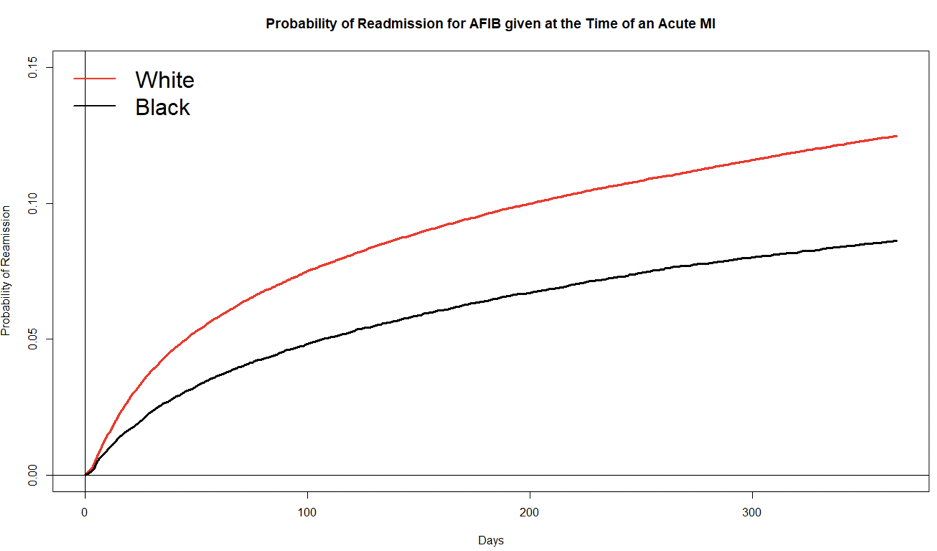 Probability of Readmission for AFIB given at the Time of an Acute MI
White
Black
0.15
0.10
0.05
0.00
Probability of Reamission
0 100 200 300
Days